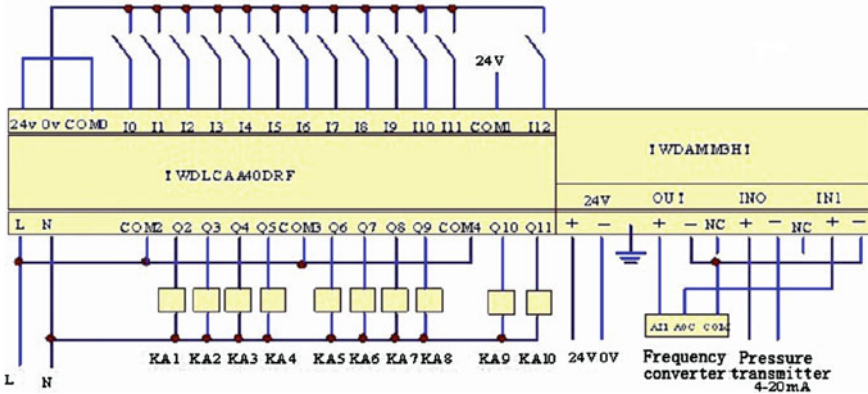 24V
24v 0v COM0 I0 I1 I2 I3 I4 I5 I6 I7 I8 I9 I10 I11 COM1 I12
IWDLCAA40DRF
IWDAMM3HI
24V OUI INO IN1
L N COM2 Q2 Q3 Q4 Q5 COM3 Q6 Q7 Q8 Q9 COM4 Q10 Q11 + - + - NC + - NC + -
AI1 AOC COM
KA1 KA2 KA3 KA4 KA5 KA6 KA7 KA8 KA9 KA10 24V 0V Frequency Pressure
converter transmitter
L N 4-20mA